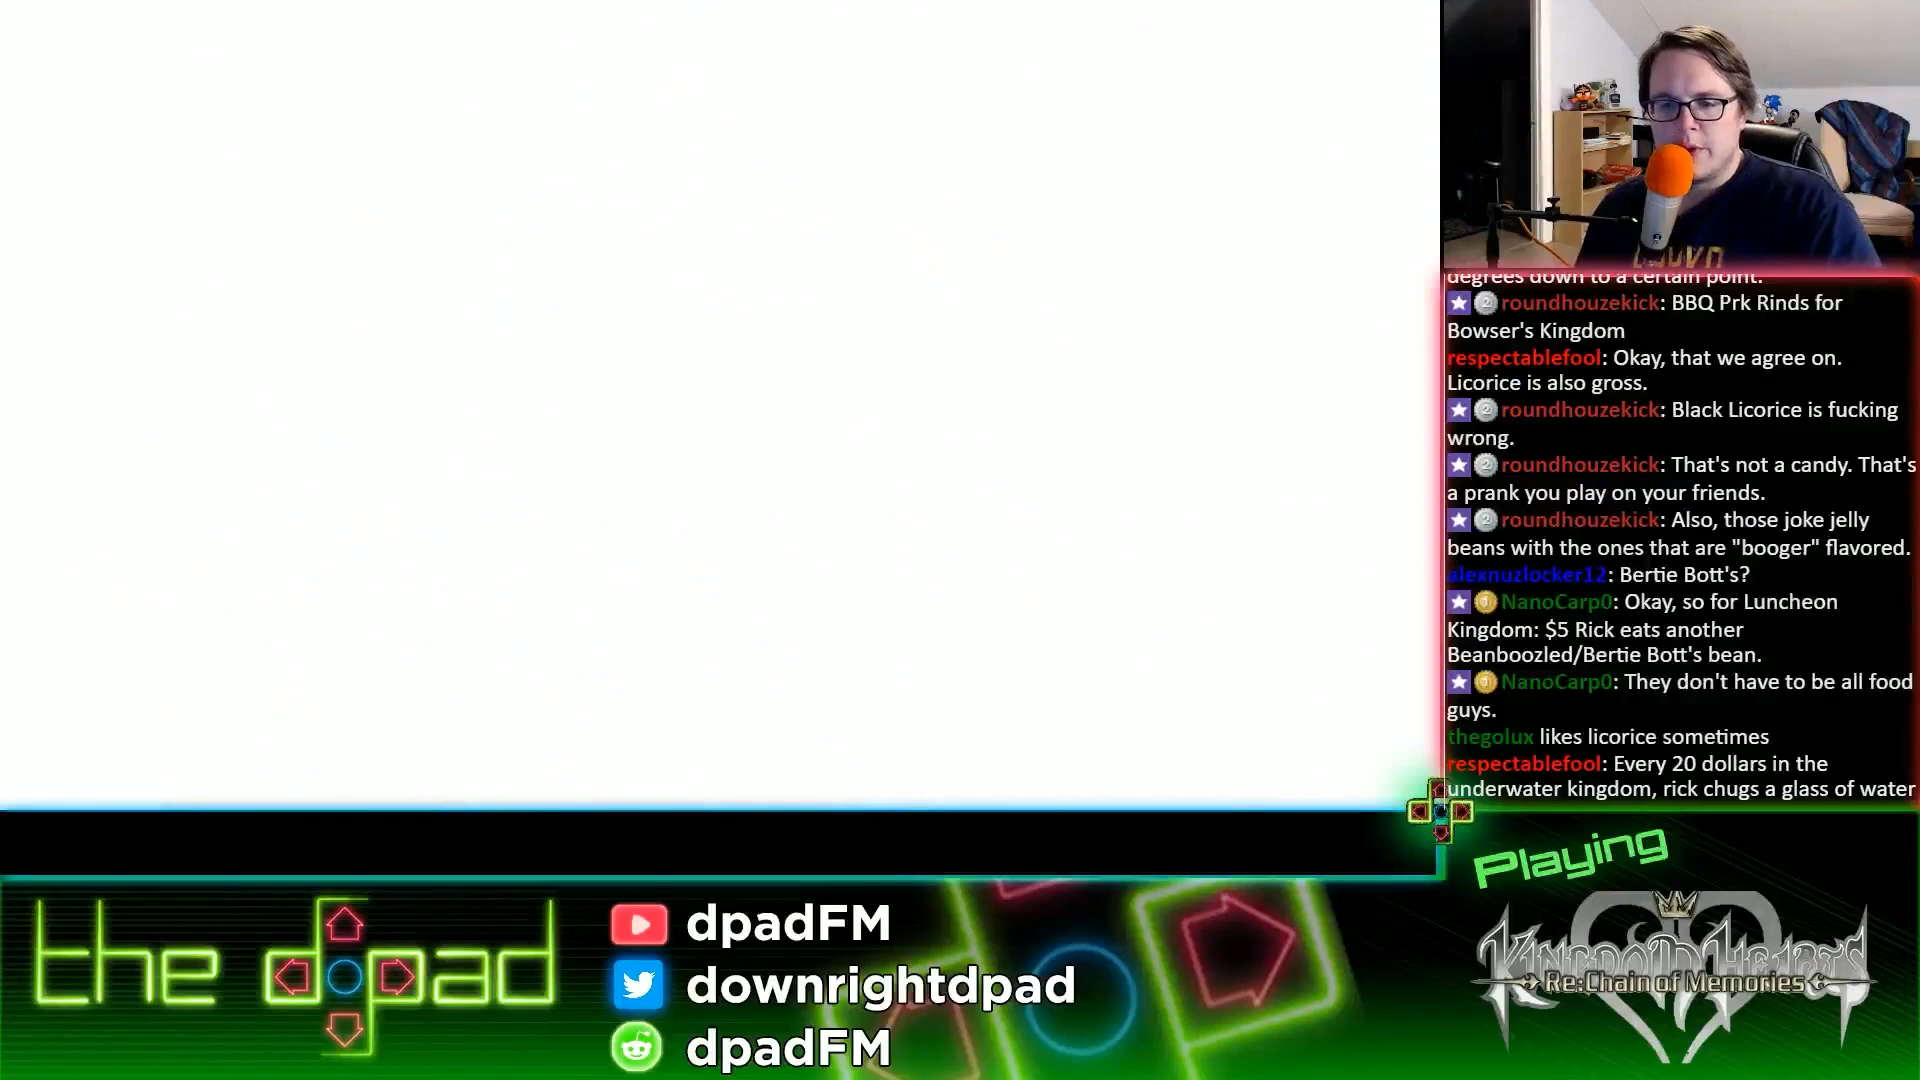 degrees down to a certain point.
roundhouzekick: BBQ Prk Rinds for
Bowser's Kingdom
respectablefool: Okay, that we agree on.
Licorice is also gross.
roundhouzekick: Black Licorice is fucking
wrong.
roundhouzekick: That's not a candy. That's
a prank you play on your friends.
roundhouzekick: Also, those joke jelly
beans with the ones that are "booger" flavored.
alexnuzlocker12: Bertie Bott's?
NanoCarp0: Okay, so for Luncheon
Kingdom: $5 Rick eats another
Beanboozled/Bertie Bott's bean.
NanoCarp0: They don't have to be all food
guys.
thegolux likes licorice sometimes
respectablefool: Every 20 dollars in the
underwater kingdom, rick chugs a glass of water
Playing
KINGDOM HEARTS
Re:Chain of Memories
the dpad
dpadFM
downrightdpad
dpadFM